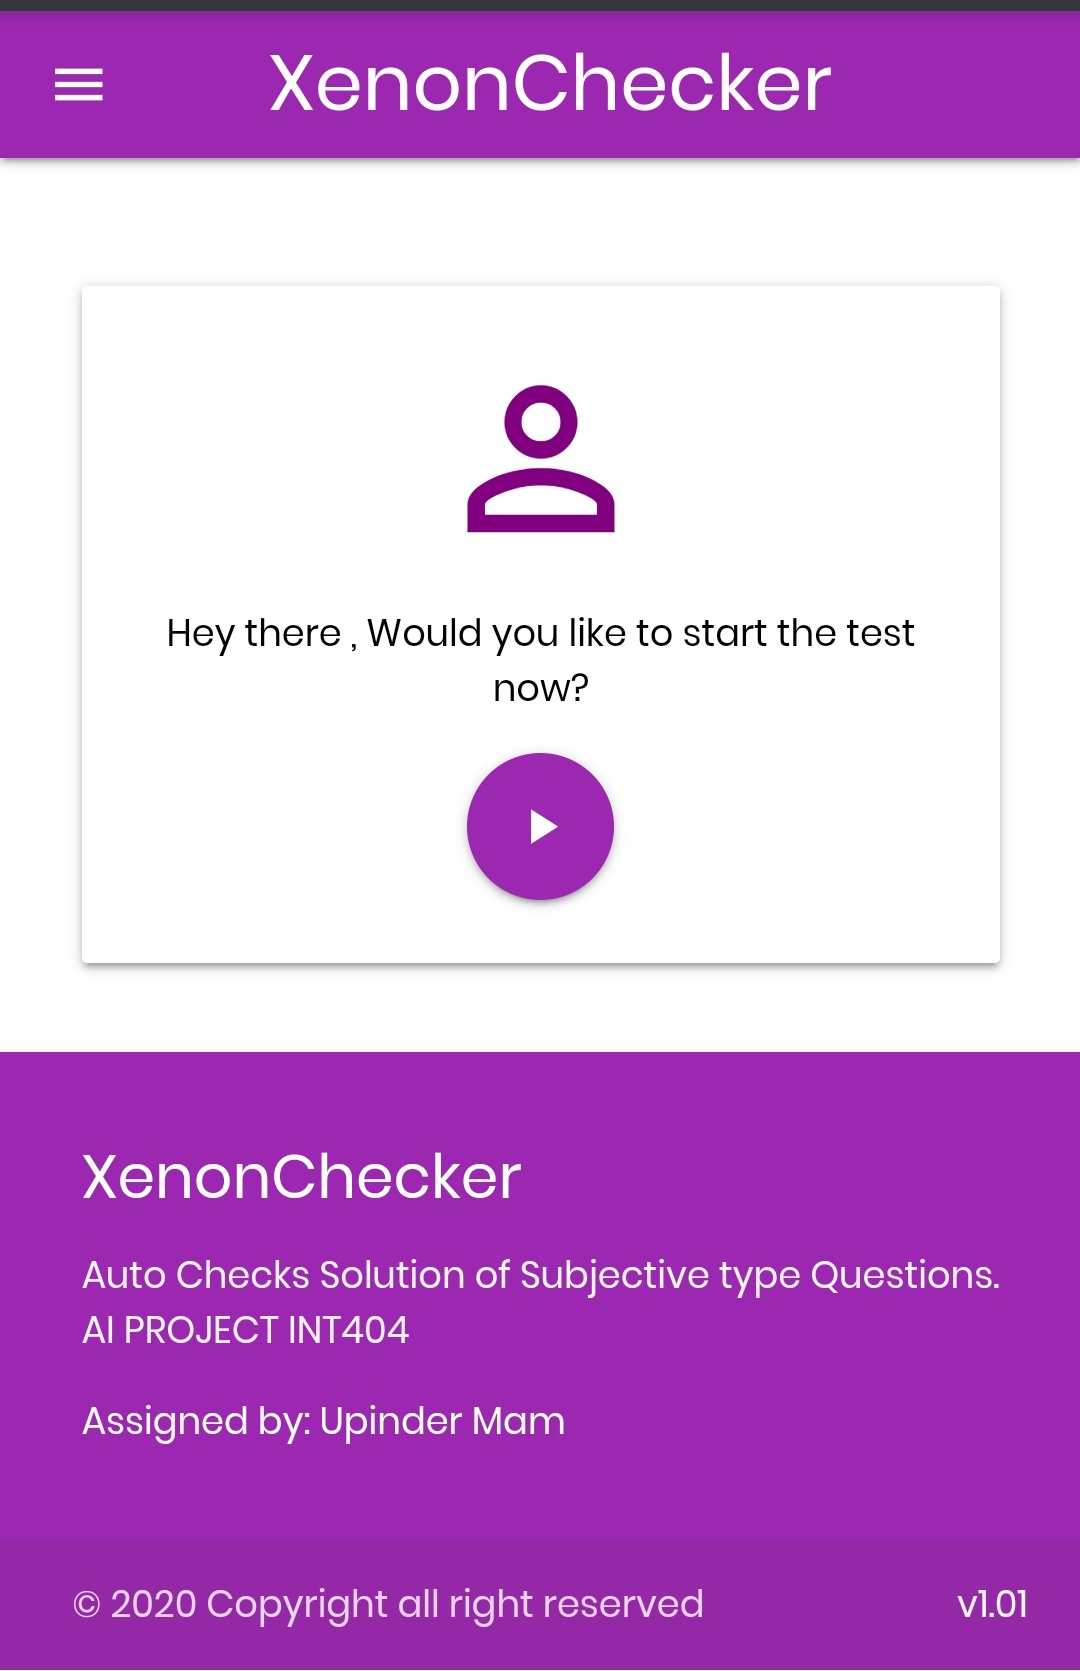 XenonChecker
Hey there , Would you like to start the test
now?
XenonChecker
Auto Checks Solution of Subjective type Questions.
AI PROJECT INT404
Assigned by: Upinder Mam
© 2020 Copyright all right reserved v1.01